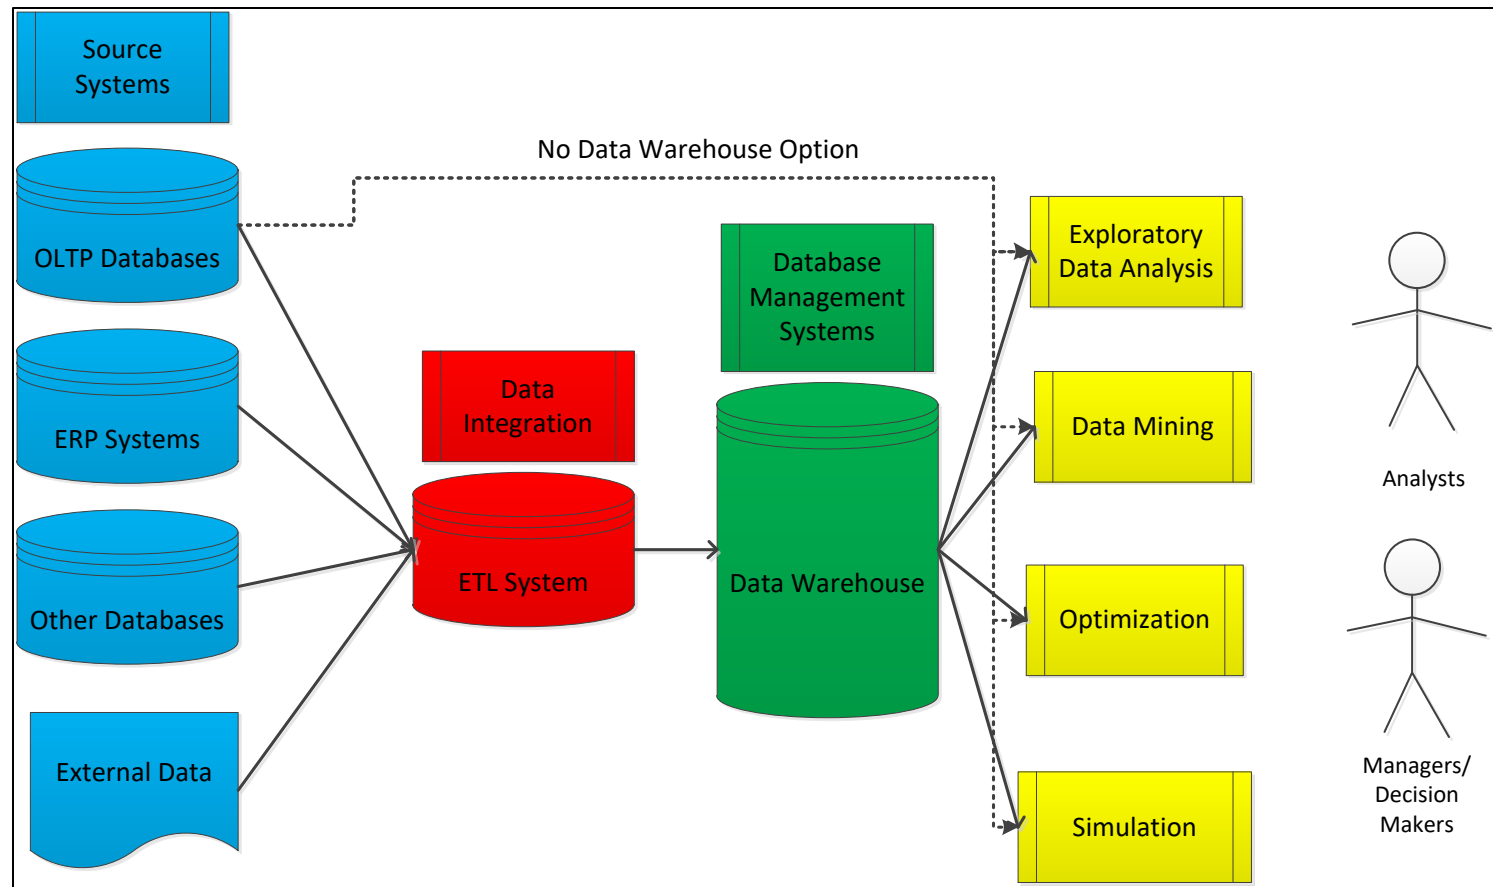 Source
Systems
No Data Warehouse Option
OLTP Databases
Exploratory
Data Analysis
Database
Management
Systems
ERP Systems
Data
Integration
Data Mining
Analysts
Other Databases
ETL System
Data Warehouse
Optimization
External Data
Simulation
Managers/
Decision
Makers